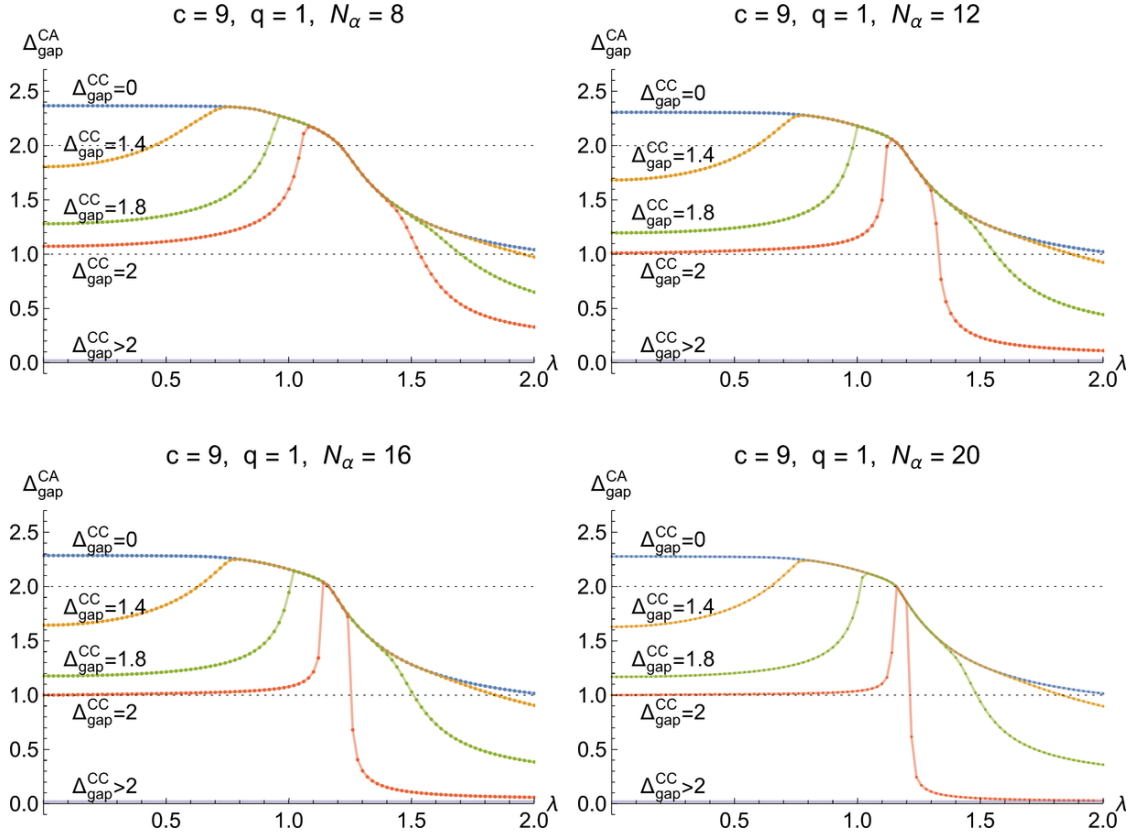 c = 9, q = 1, N_α = 8
Δ_gap^CA
2.5
2.0
1.5
1.0
0.5
0.0
Δ_gap^CC=0
Δ_gap^CC=1.4
Δ_gap^CC=1.8
Δ_gap^CC=2
Δ_gap^CC>2
0.5
1.0
1.5
2.0
λ
c = 9, q = 1, N_α = 12
Δ_gap^CA
2.5
2.0
1.5
1.0
0.5
0.0
Δ_gap^CC=0
Δ_gap^CC=1.4
Δ_gap^CC=1.8
Δ_gap^CC=2
Δ_gap^CC>2
0.5
1.0
1.5
2.0
λ
c = 9, q = 1, N_α = 16
Δ_gap^CA
2.5
2.0
1.5
1.0
0.5
0.0
Δ_gap^CC=0
Δ_gap^CC=1.4
Δ_gap^CC=1.8
Δ_gap^CC=2
Δ_gap^CC>2
0.5
1.0
1.5
2.0
λ
c = 9, q = 1, N_α = 20
Δ_gap^CA
2.5
2.0
1.5
1.0
0.5
0.0
Δ_gap^CC=0
Δ_gap^CC=1.4
Δ_gap^CC=1.8
Δ_gap^CC=2
Δ_gap^CC>2
0.5
1.0
1.5
2.0
λ